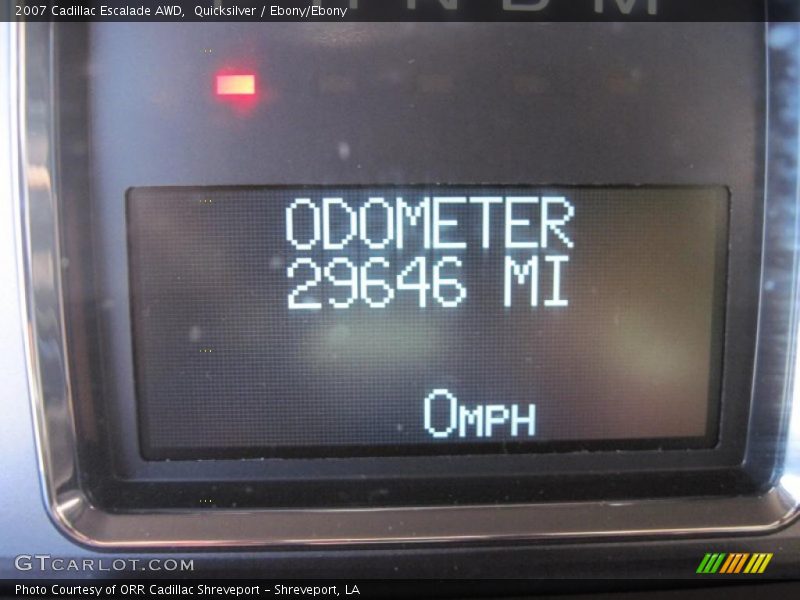 2007 Cadillac Escalade AWD,  Quicksilver / Ebony/Ebony
N D M
ODOMETER
29646 MI
0MPH
GTCARLOT.COM
Photo Courtesy of ORR Cadillac Shreveport – Shreveport, LA